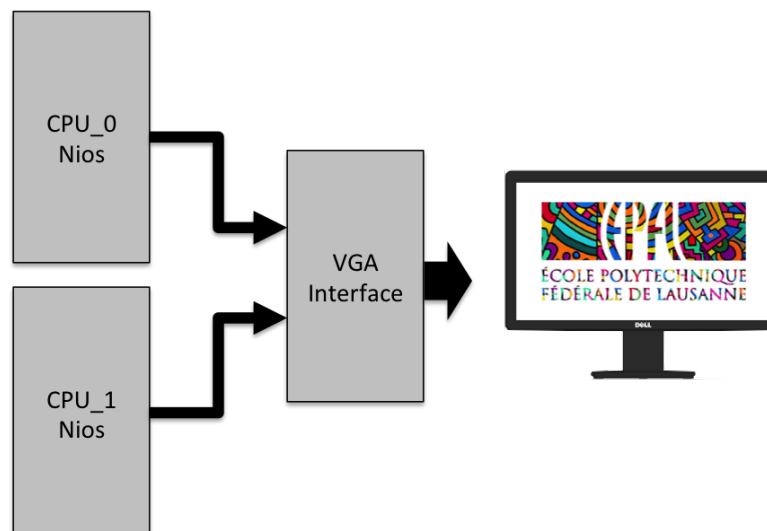 CPU_0
Nios
CPU_1
Nios
VGA
Interface
EPFL
ÉCOLE POLYTECHNIQUE
FÉDÉRALE DE LAUSANNE
DELL